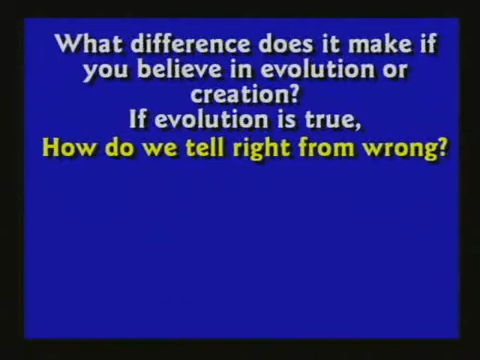 What difference does it make if
you believe in evolution or
creation?
If evolution is true,
How do we tell right from wrong?